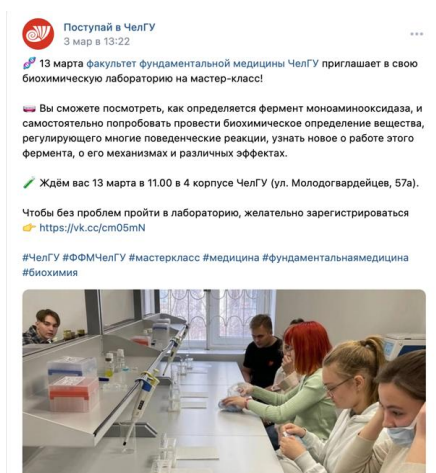 Поступай в ЧелГУ
3 мар в 13:22
🧬 13 марта факультет фундаментальной медицины ЧелГУ приглашает в свою
биохимическую лабораторию на мастер-класс!
🧫 Вы сможете посмотреть, как определяется фермент моноаминооксидаза, и
самостоятельно попробовать провести биохимическое определение вещества,
регулирующего многие поведенческие реакции, узнать новое о работе этого
фермента, о его механизмах и различных эффектах.
🧪 Ждём вас 13 марта в 11.00 в 4 корпусе ЧелГУ (ул. Молодогвардейцев, 57а).
Чтобы без проблем пройти в лабораторию, желательно зарегистрироваться
👉 https://vk.cc/cm05mN
#ЧелГУ #ФФМЧелГУ #мастеркласс #медицина #фундаментальнаямедицина
#биохимия